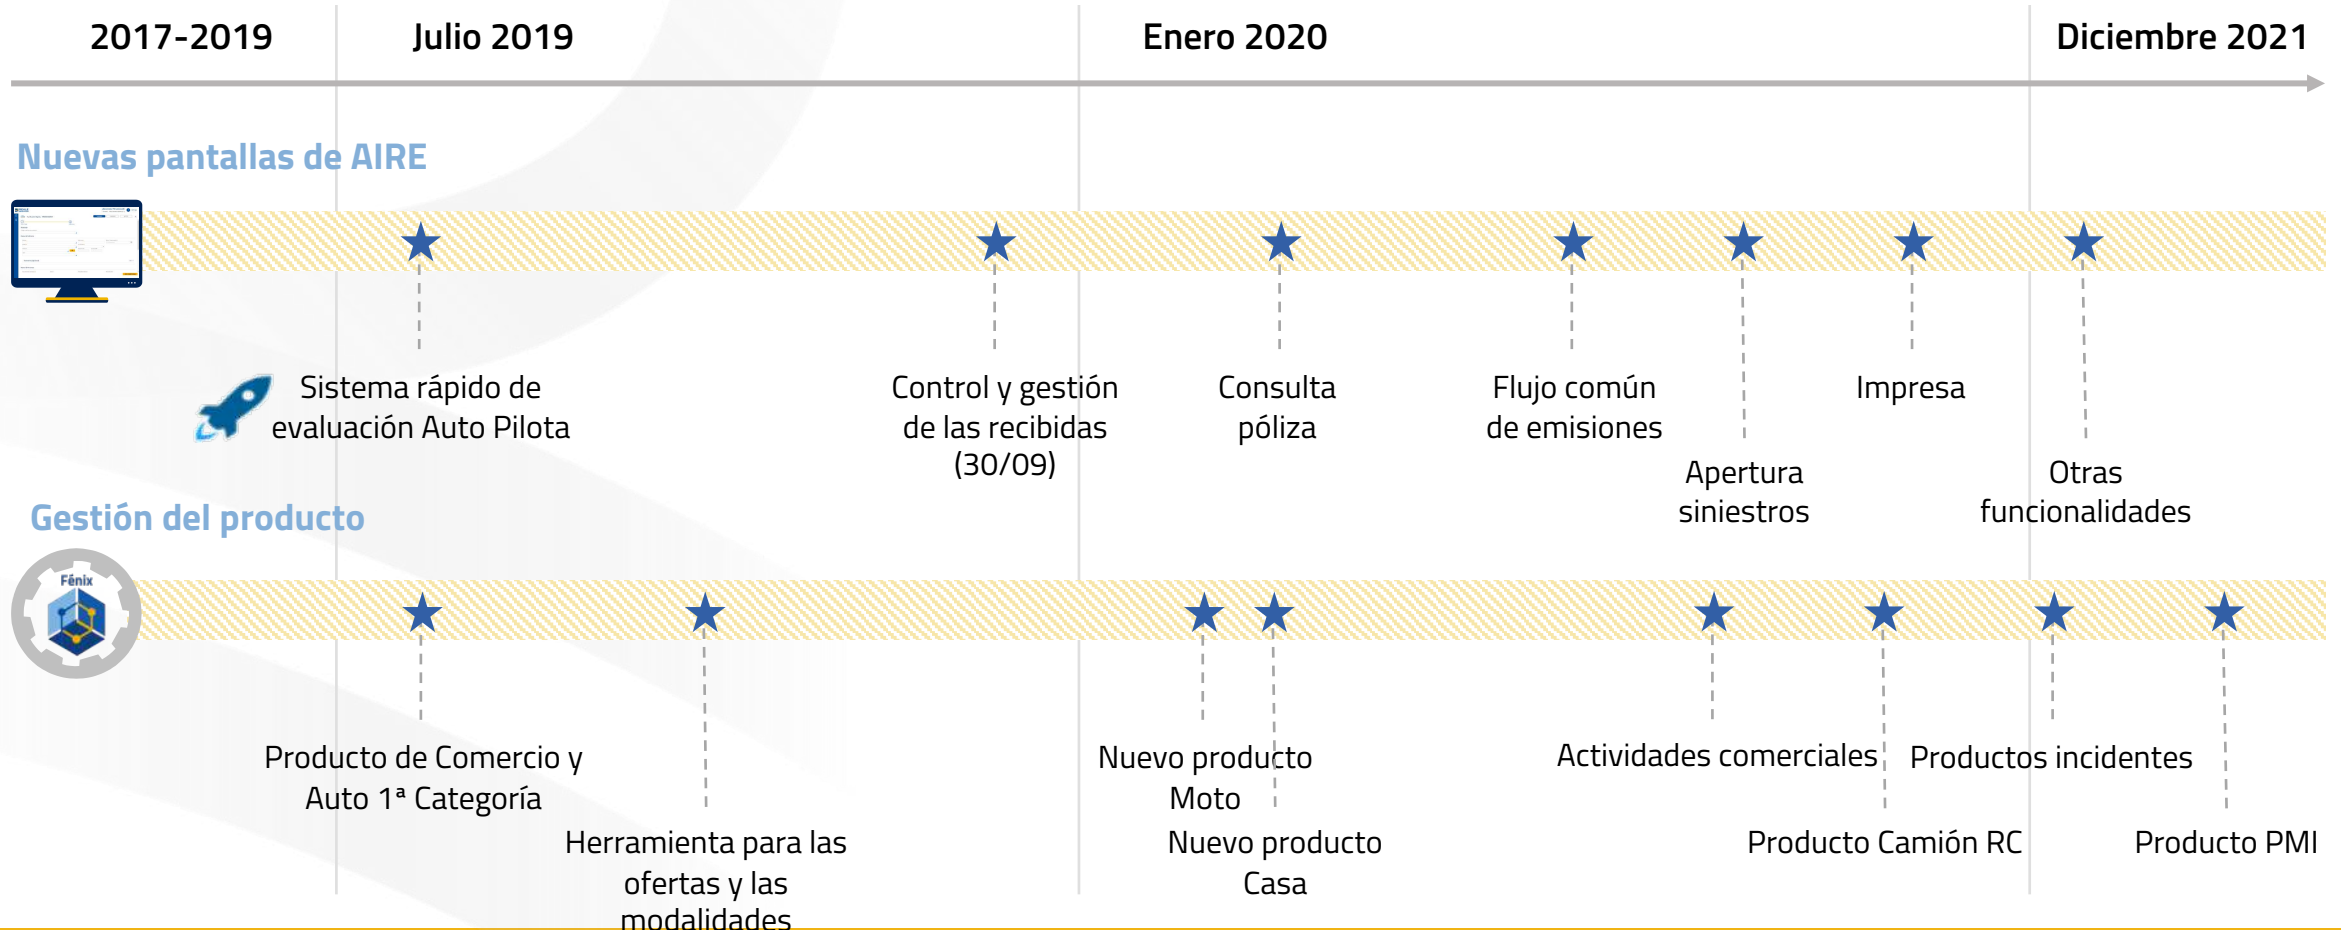 2017-2019
Julio 2019
Enero 2020
Diciembre 2021
Nuevas pantallas de AIRE
Sistema rápido de
evaluación Auto Pilota
Control y gestión
de las recibidas
(30/09)
Consulta
póliza
Flujo común
de emisiones
Apertura
siniestros
Impresa
Otras
funcionalidades
Gestión del producto
Fénix
Producto de Comercio y
Auto 1ª Categoría
Herramienta para las
ofertas y las
modalidades
Nuevo producto
Moto
Nuevo producto
Casa
Actividades comerciales
Producto Camión RC
Productos incidentes
Producto PMI